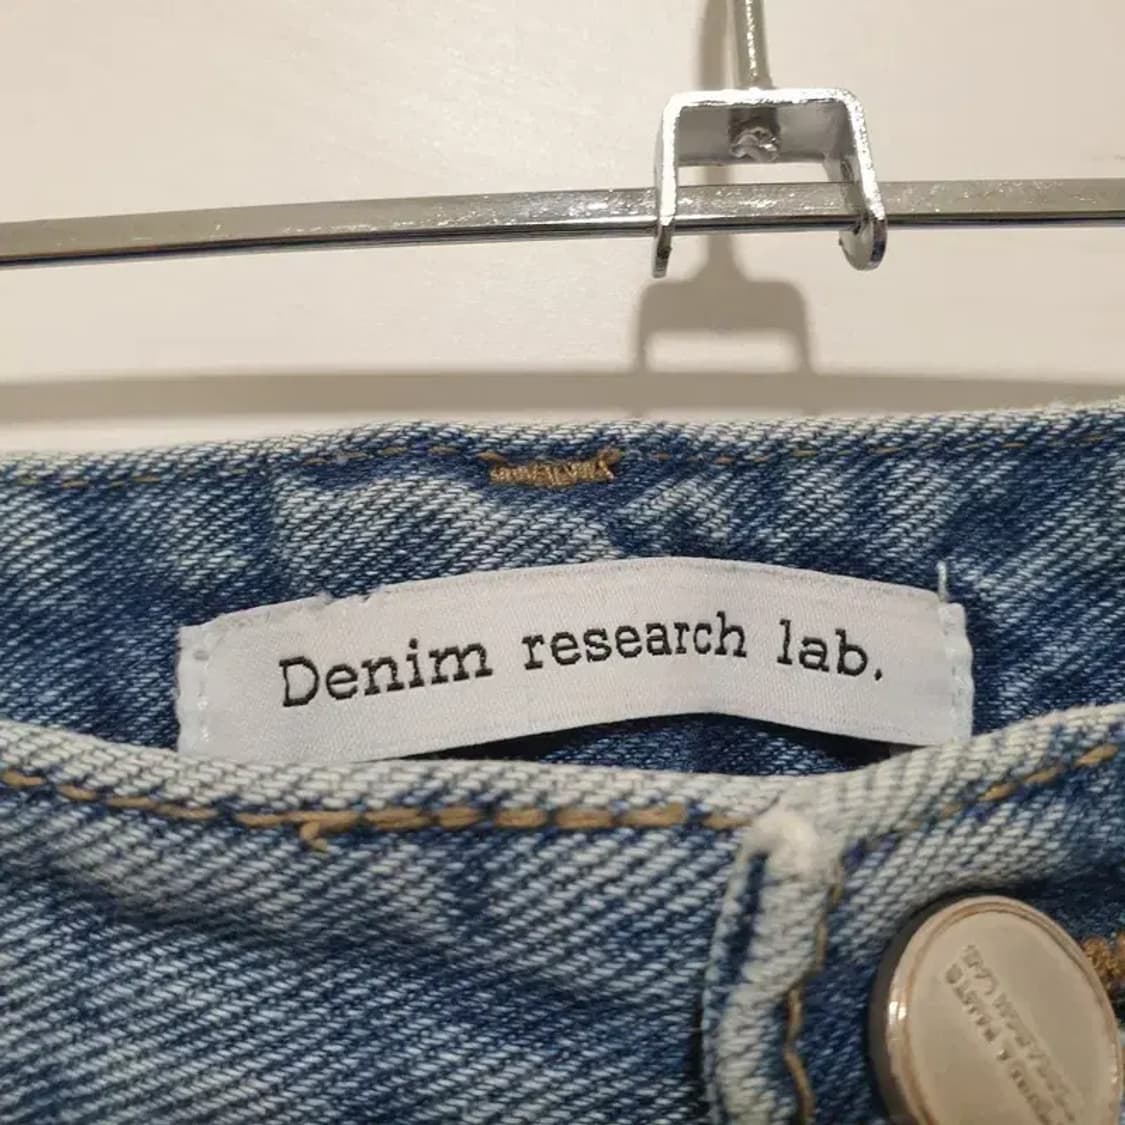 Denim research lab.